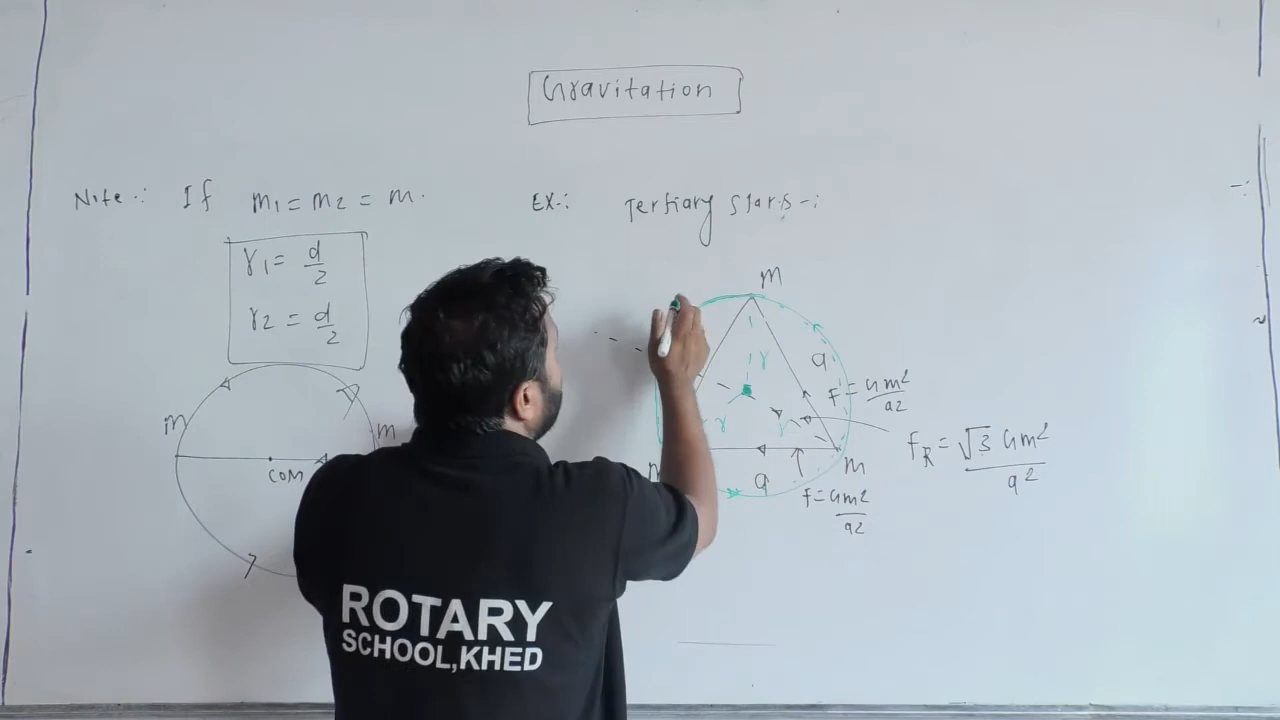 Gravitation
Note :- If m1 = m2 = m.
r1 = d/2
r2 = d/2
m
m
COM
EX-: Tertiary Stars-:
m
a
r
r
r
F = Gm²/a2
m
m
a
f = Gm2/a2
fR = √3 Gm²/a²
ROTARY
SCHOOL,KHED